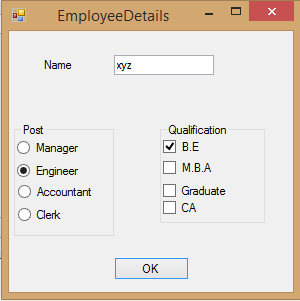 EmployeeDetails
Name xyz
Post
Manager
Engineer
Accountant
Clerk
Qualification
B.E
M.B.A
Graduate
CA
OK